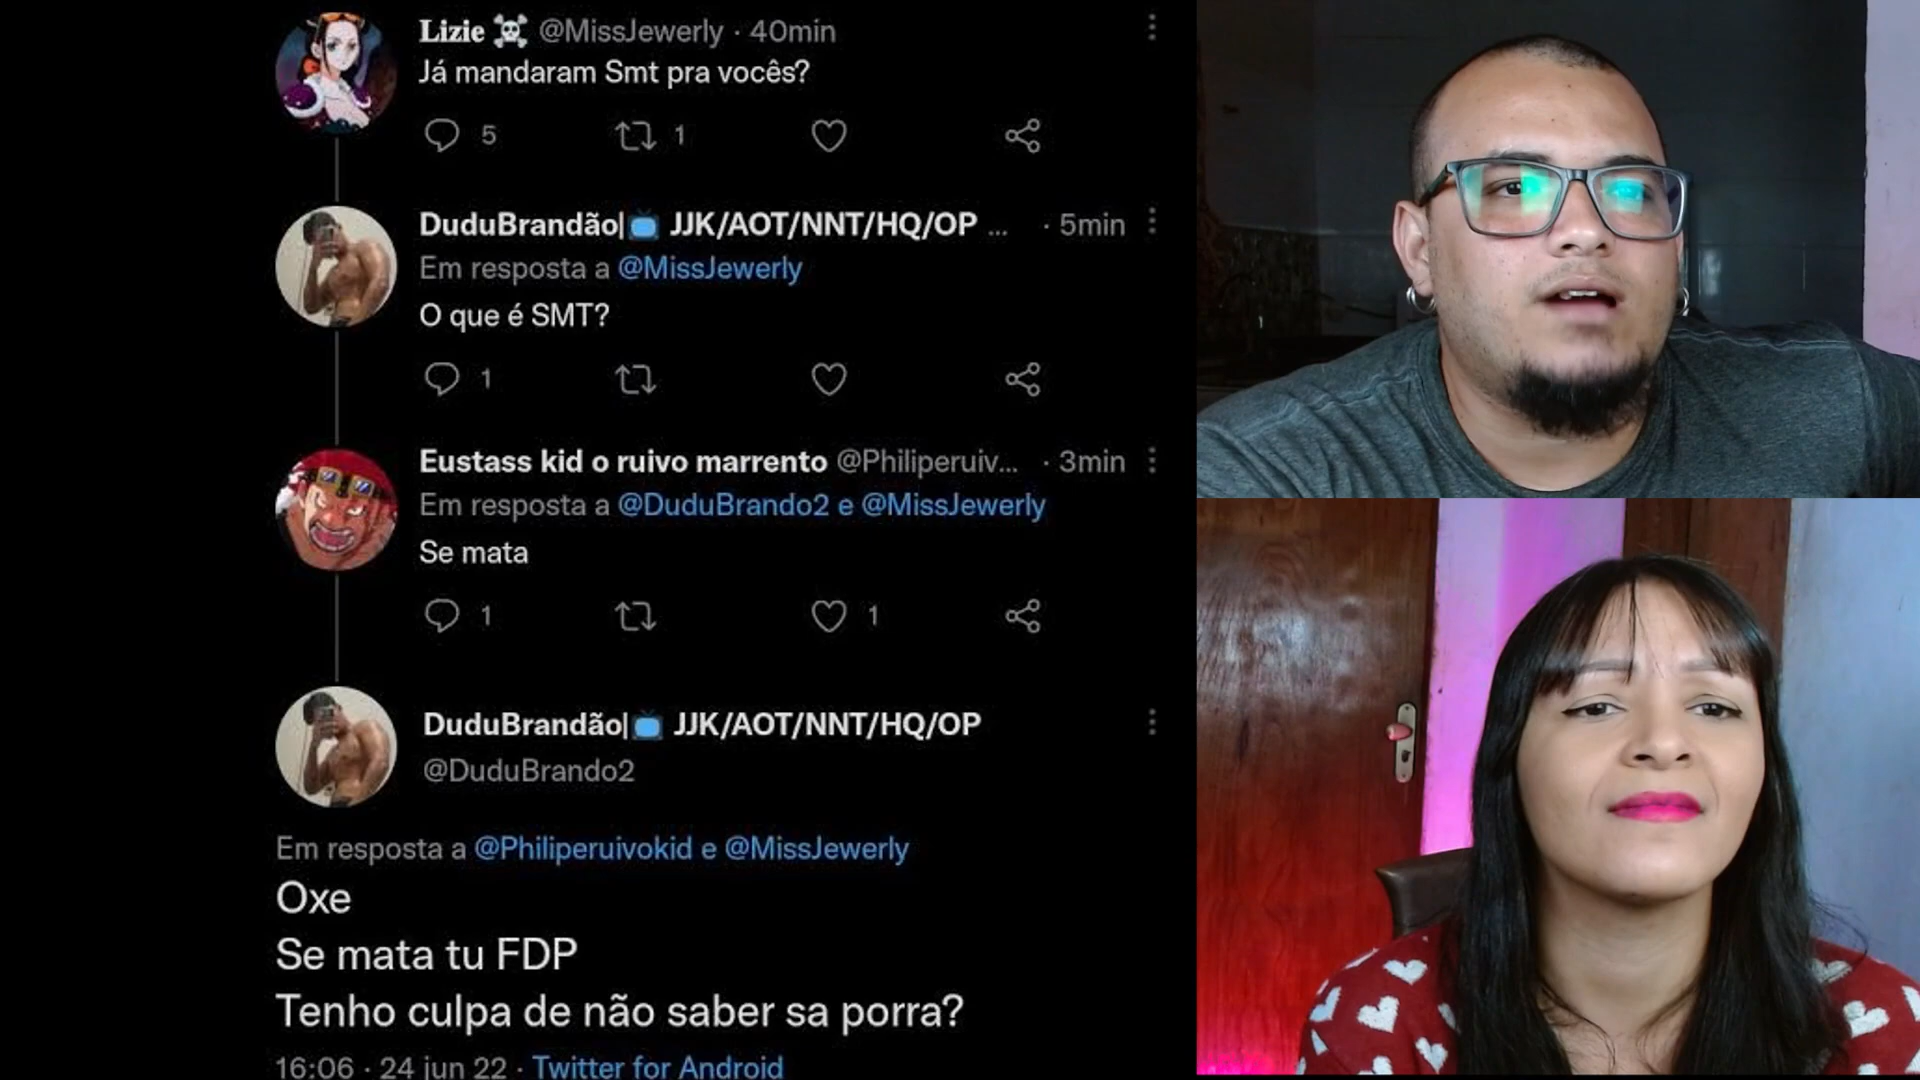 Lizie ☠️ @MissJewerly · 40min
Já mandaram Smt pra vocês?
5 1
DuduBrandão|📺 JJK/AOT/NNT/HQ/OP ... · 5min
Em resposta a @MissJewerly
O que é SMT?
1
Eustass kid o ruivo marrento @Philiperuiv... · 3min
Em resposta a @DuduBrando2 e @MissJewerly
Se mata
1 1
DuduBrandão|📺 JJK/AOT/NNT/HQ/OP
@DuduBrando2
Em resposta a @Philiperuivokid e @MissJewerly
Oxe
Se mata tu FDP
Tenho culpa de não saber sa porra?
16:06 · 24 jun 22 · Twitter for Android